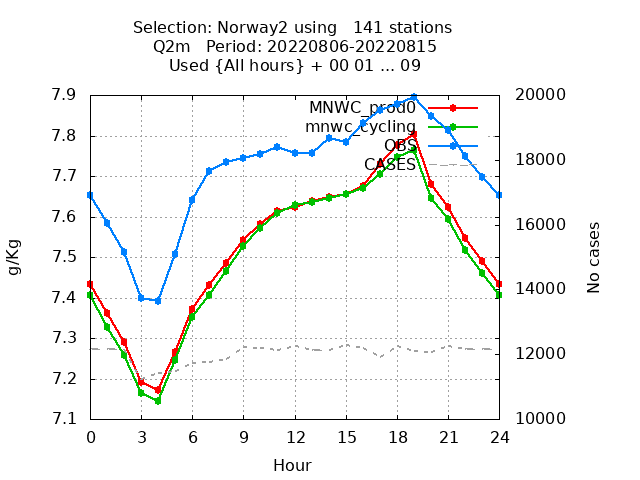 Selection: Norway2 using   141 stations
Q2m   Period: 20220806-20220815
Used {All hours} + 00 01 ... 09
MNWC_prod0
mnwc_cycling
OBS
CASES
7.9
7.8
7.7
7.6
7.5
7.4
7.3
7.2
7.1
g/Kg
20000
18000
16000
14000
12000
10000
No cases
0 3 6 9 12 15 18 21 24
Hour